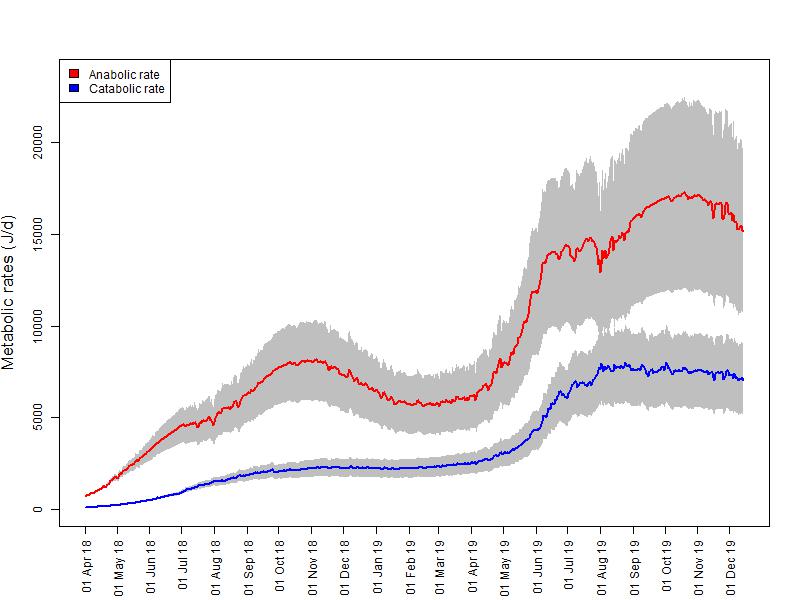 Anabolic rate
Catabolic rate
Metabolic rates (J/d)
20000
15000
10000
5000
0
01 Apr 18
01 May 18
01 Jun 18
01 Jul 18
01 Aug 18
01 Sep 18
01 Oct 18
01 Nov 18
01 Dec 18
01 Jan 19
01 Feb 19
01 Mar 19
01 Apr 19
01 May 19
01 Jun 19
01 Jul 19
01 Aug 19
01 Sep 19
01 Oct 19
01 Nov 19
01 Dec 19